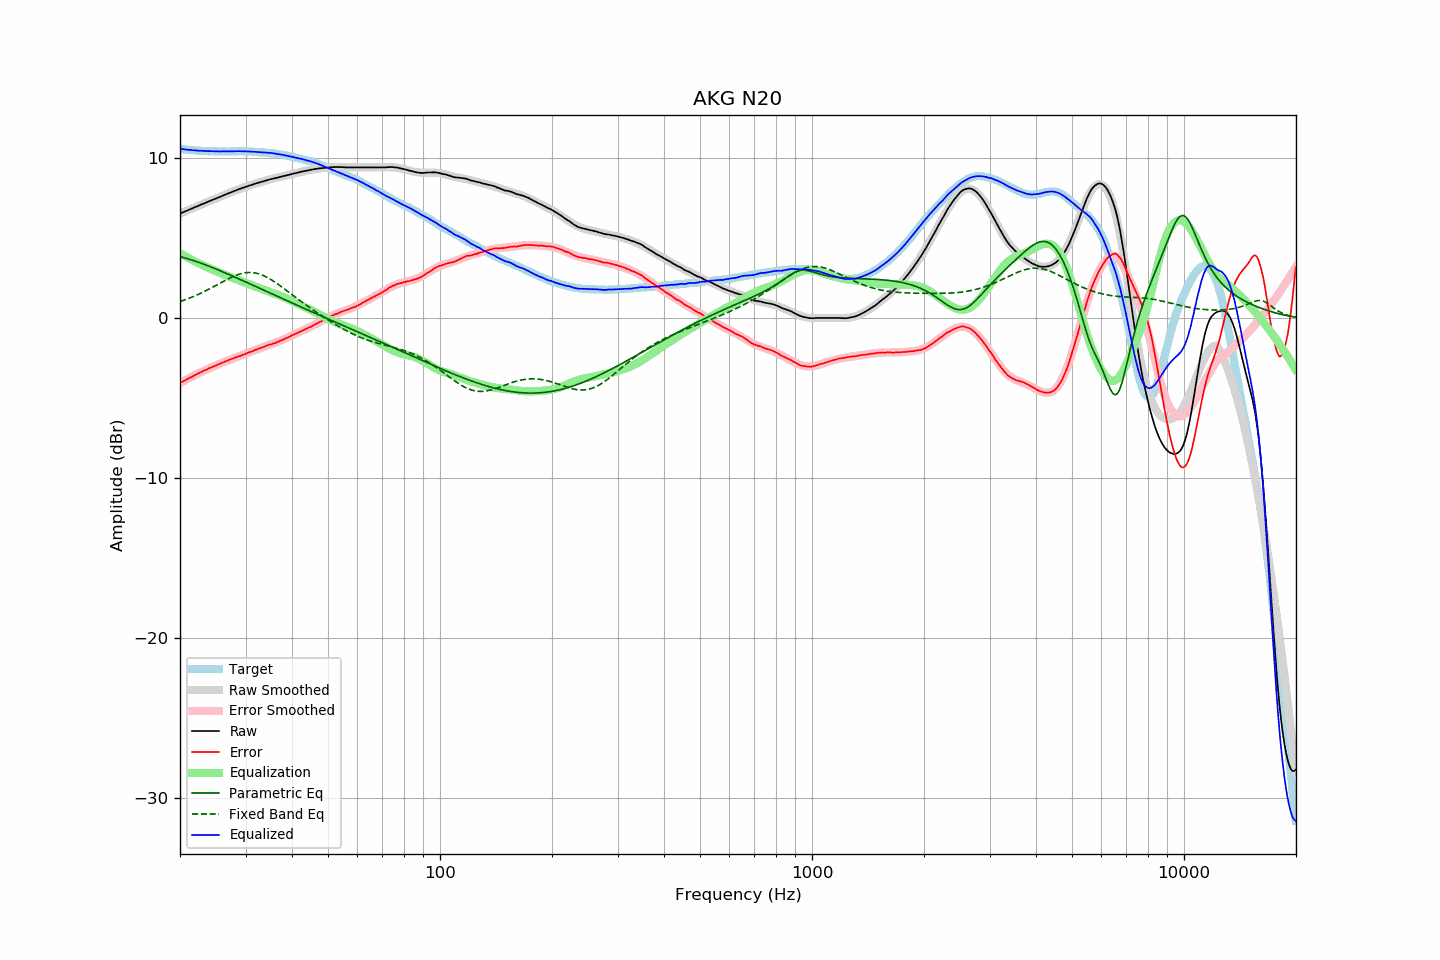 AKG N20
10
0
−10
−20
−30
Amplitude (dBr)
Target
Raw Smoothed
Error Smoothed
Raw
Error
Equalization
Parametric Eq
Fixed Band Eq
Equalized
100
1000
10000
Frequency (Hz)